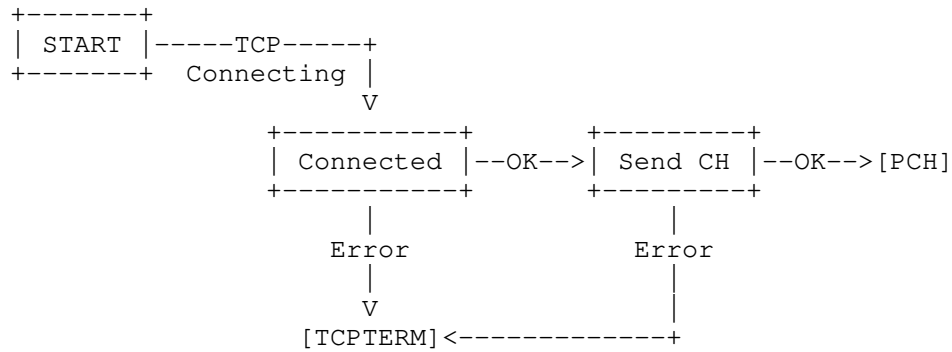 START -----TCP-----+
Connecting
V
Connected --OK--> Send CH --OK-->[PCH]
Error Error
V
[TCPTERM]<-------------+